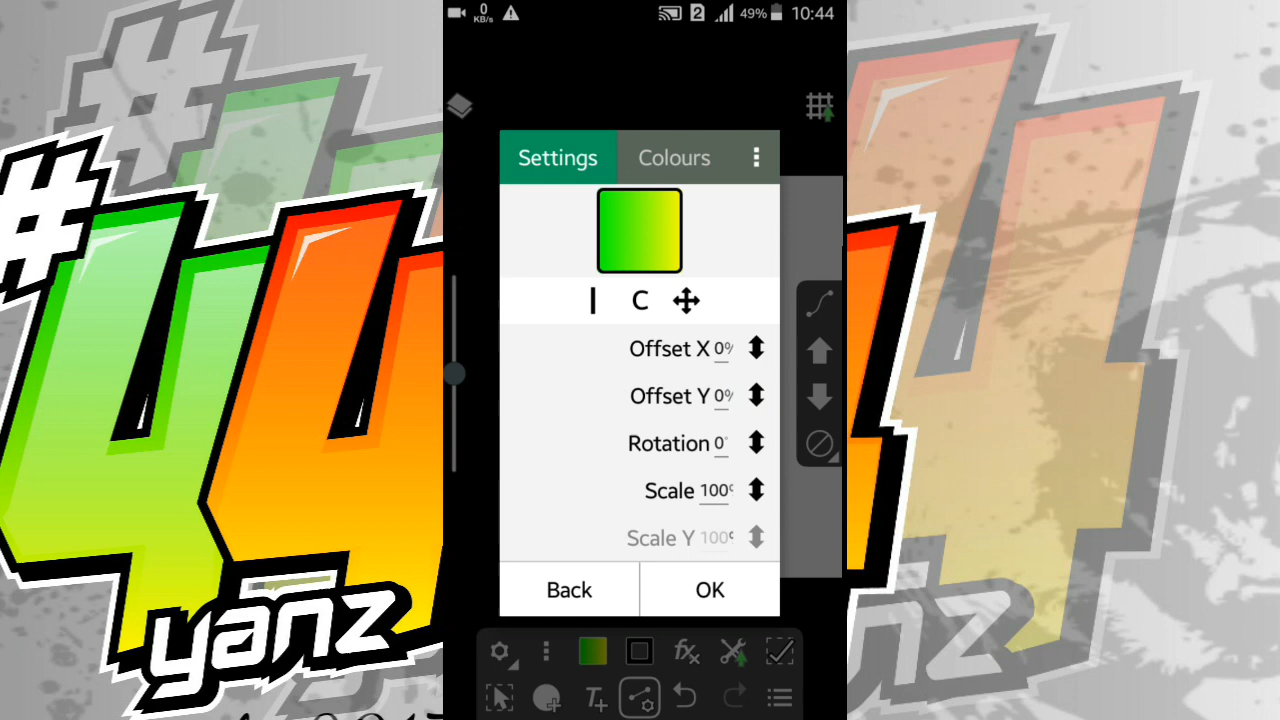 0
KB/s
2
49%
10:44
Settings
Colours
C
Offset X 0%
Offset Y 0%
Rotation 0°
Scale 100
Scale Y 100
Back
OK
#
44
yanz